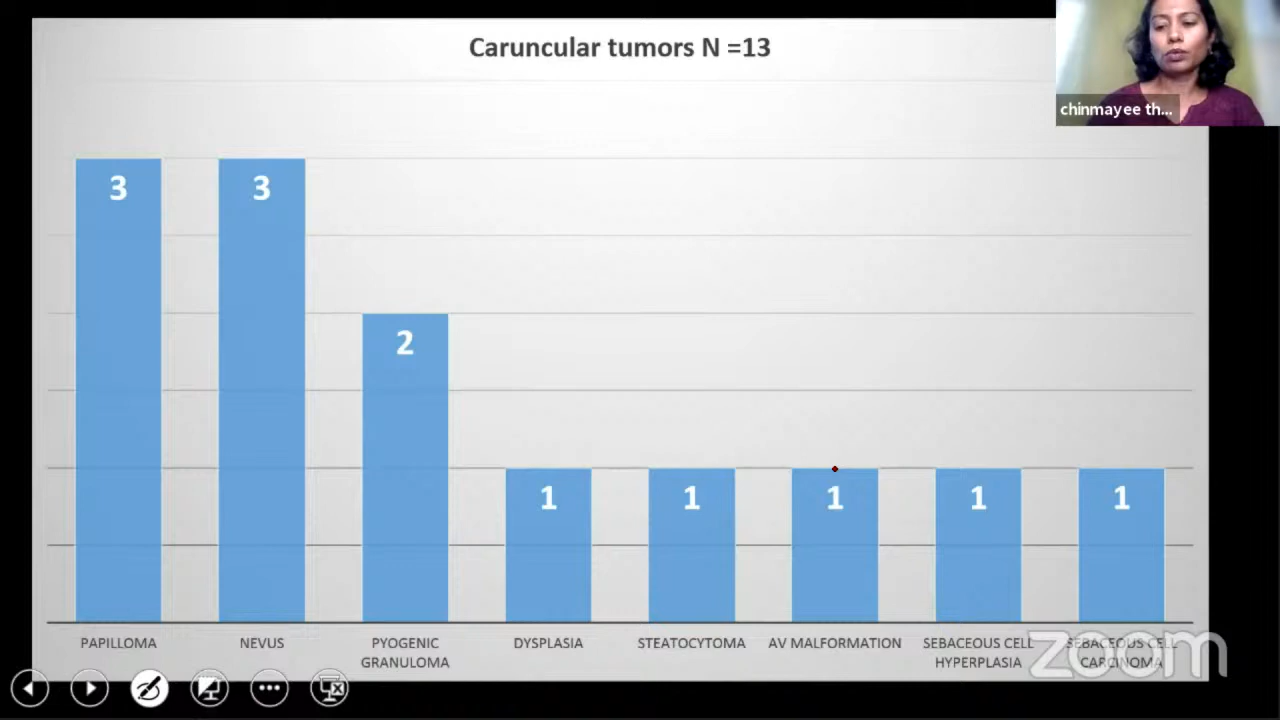 Caruncular tumors N =13
chinmayee th...
3
3
2
1
1
1
1
1
PAPILLOMA
NEVUS
PYOGENIC
GRANULOMA
DYSPLASIA
STEATOCYTOMA
AV MALFORMATION
SEBACEOUS CELL
HYPERPLASIA
SEBACEOUS CELL
CARCINOMA
zoom